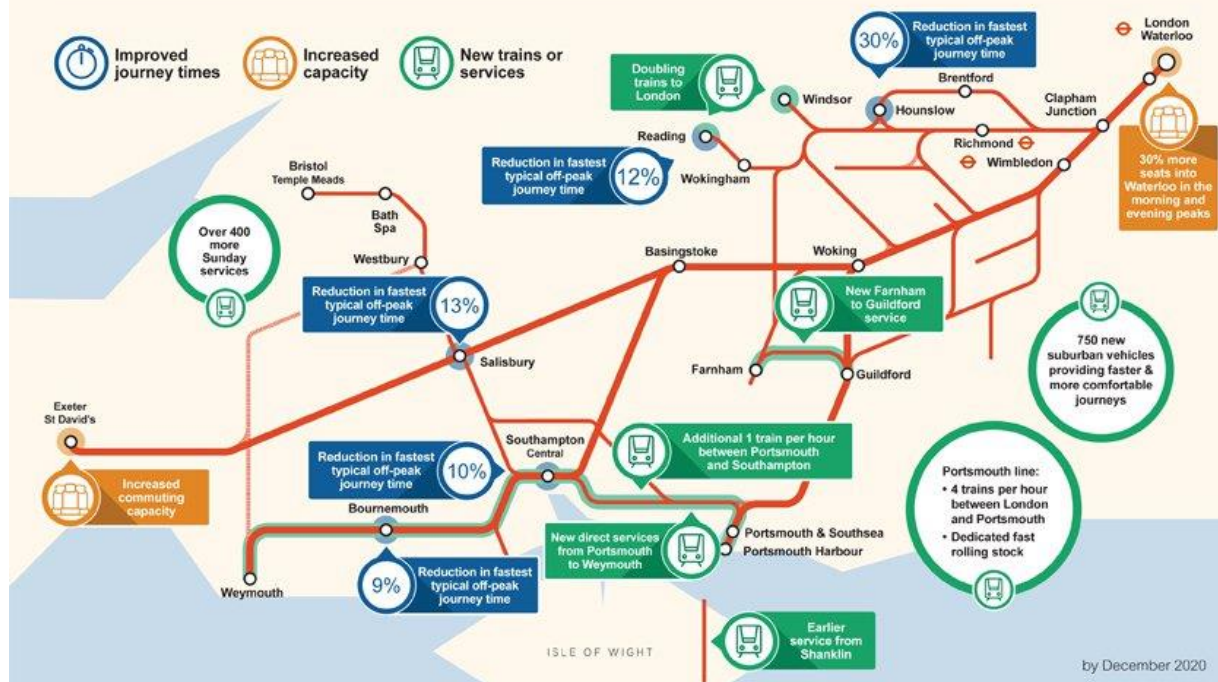 Improved
journey times
Increased
capacity
New trains or
services
30%
Reduction in fastest
typical off-peak
journey time
London
Waterloo
Doubling
trains to
London
Windsor
Brentford
Hounslow
Clapham
Junction
Reading
Richmond
Wimbledon
30% more
seats into
Waterloo in the
morning and
evening peaks
Reduction in fastest
typical off-peak
journey time
12%
Wokingham
Bristol
Temple Meads
Bath
Spa
Over 400
more
Sunday
services
Westbury
Basingstoke
Woking
Reduction in fastest
typical off-peak
journey time
13%
New Farnham
to Guildford
service
Salisbury
Farnham
Guildford
750 new
suburban vehicles
providing faster &
more comfortable
journeys
Exeter
St David's
Increased
commuting
capacity
Reduction in fastest
typical off-peak
journey time
10%
Southampton
Central
Additional 1 train per hour
between Portsmouth
and Southampton
Bournemouth
Portsmouth line:
• 4 trains per hour
between London
and Portsmouth
• Dedicated fast
rolling stock
New direct services
from Portsmouth
to Weymouth
Portsmouth & Southsea
Portsmouth Harbour
Weymouth
9%
Reduction in fastest
typical off-peak
journey time
ISLE OF WIGHT
Earlier
service from
Shanklin
by December 2020